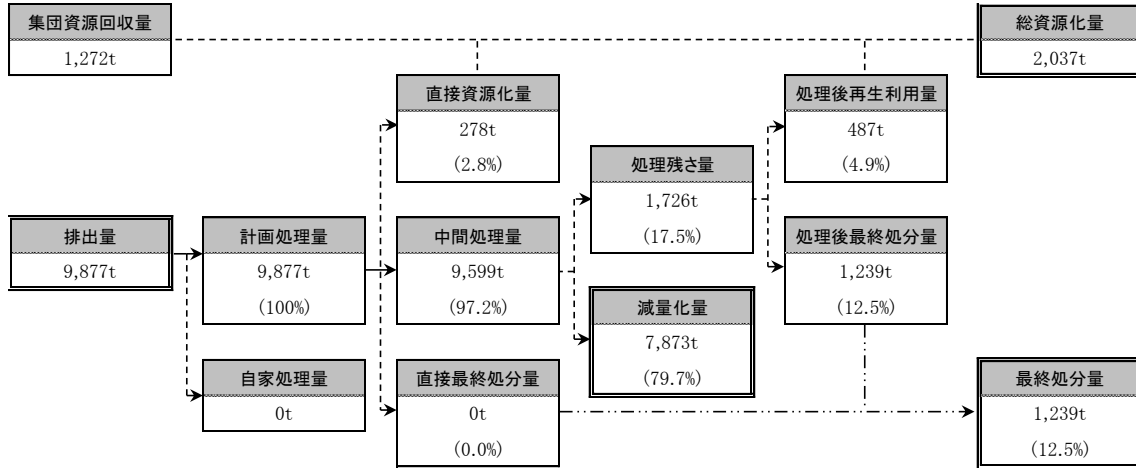 集団資源回収量
1,272t
総資源化量
2,037t
直接資源化量
278t
(2.8%)
処理後再生利用量
487t
(4.9%)
処理残さ量
1,726t
(17.5%)
排出量
9,877t
計画処理量
9,877t
(100%)
中間処理量
9,599t
(97.2%)
処理後最終処分量
1,239t
(12.5%)
減量化量
7,873t
(79.7%)
自家処理量
0t
直接最終処分量
0t
(0.0%)
最終処分量
1,239t
(12.5%)